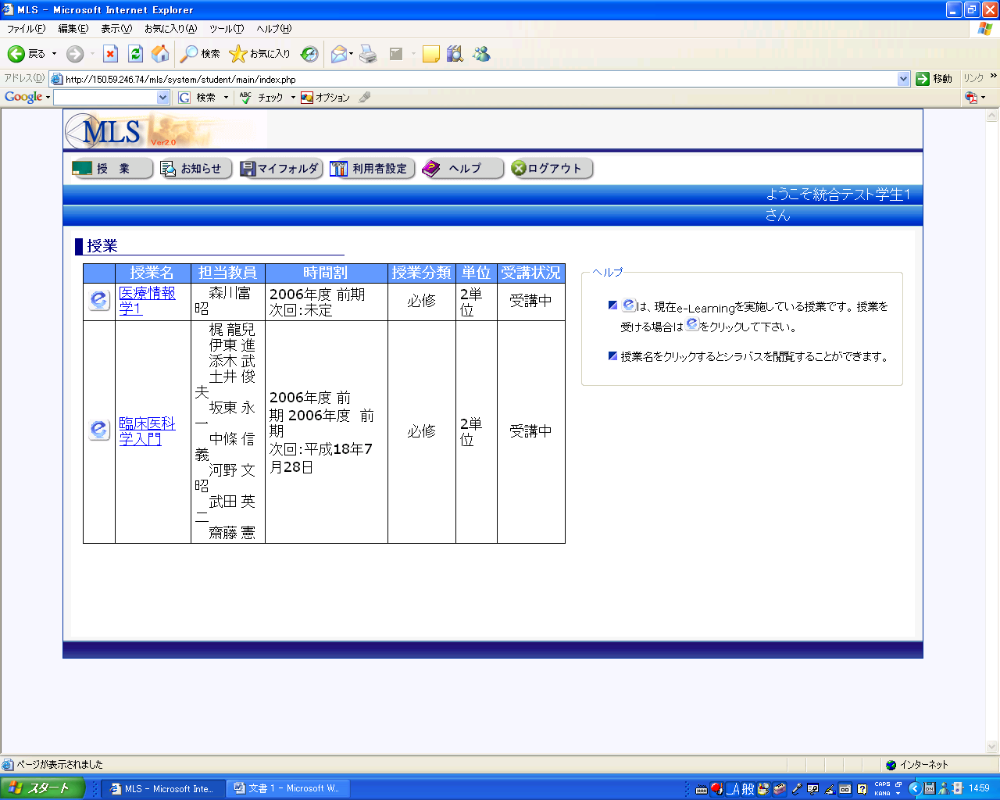 MLS - Microsoft Internet Explorer
ファイル(F) 編集(E) 表示(V) お気に入り(A) ツール(T) ヘルプ(H)
戻る 検索 お気に入り
アドレス(D) http://150.59.246.74/mls/system/student/main/index.php 移動 リンク »
Google G 検索 ABC チェック オプション
MLS Ver2.0
授 業 お知らせ マイフォルダ 利用者設定 ヘルプ ログアウト
ようこそ統合テスト学生1
さん
授業
授業名 担当教員 時間割 授業分類 単位 受講状況
医療情報
学1
森川富
昭
2006年度 前期
次回:未定
必修
2単
位
受講中
臨床医科
学入門
梶 龍兒
伊東 進
添木 武
土井 俊
夫
坂東 永
一
中條 信
義
河野 文
昭
武田 英
二
齋藤 憲
2006年度 前
期 2006年度 前
期
次回:平成18年7
月28日
必修
2単
位
受講中
ヘルプ
eは、現在e-Learningを実施している授業です。授業を
受ける場合はeをクリックして下さい。
授業名をクリックするとシラバスを閲覧することができます。
ページが表示されました インターネット
スタート MLS - Microsoft Inte... 文書 1 - Microsoft W... A 般 CAPS KANA 14:59